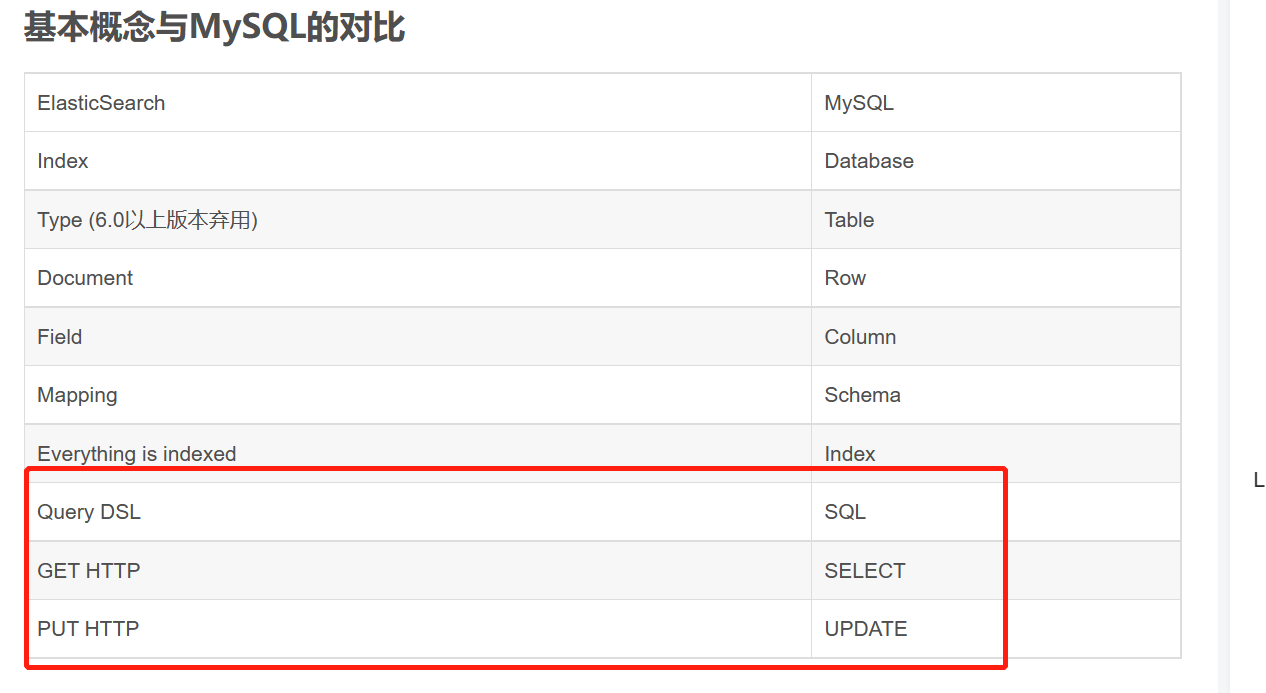 基本概念与MySQL的对比
ElasticSearch MySQL
Index Database
Type (6.0以上版本弃用) Table
Document Row
Field Column
Mapping Schema
Everything is indexed Index
L
Query DSL SQL
GET HTTP SELECT
PUT HTTP UPDATE